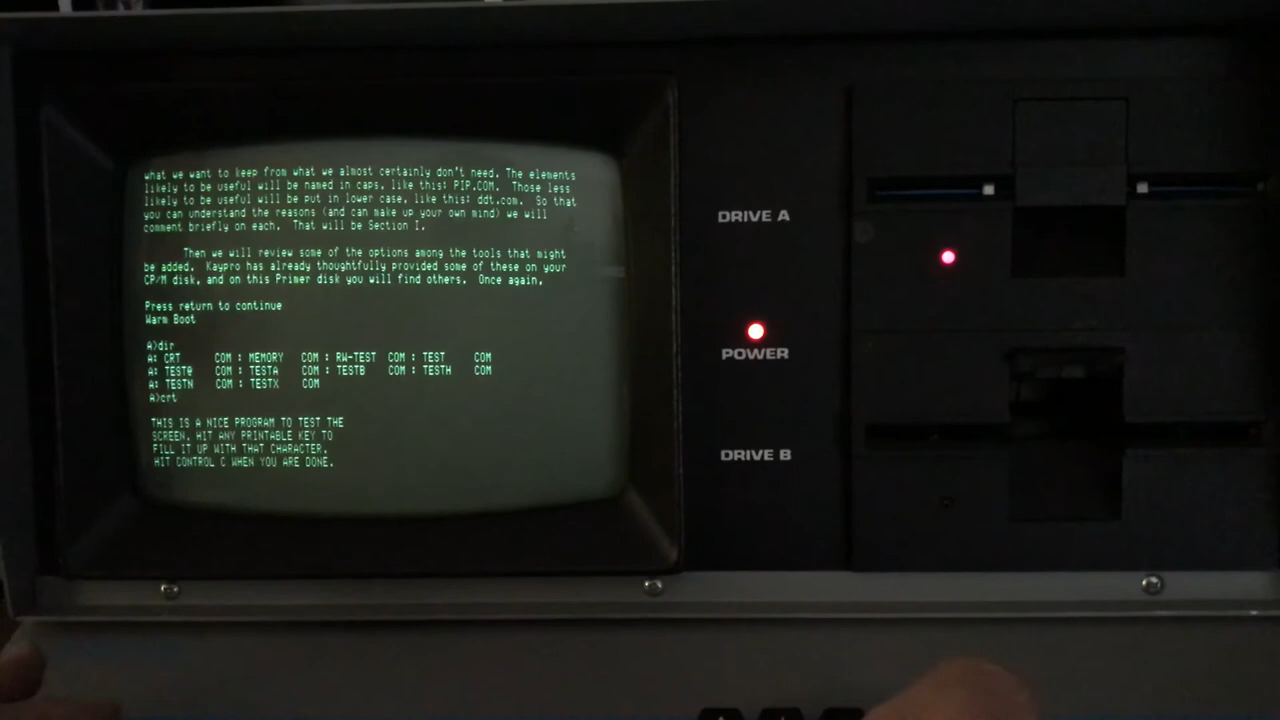 what we want to keep from what we almost certainly don't need. The elements
likely to be useful will be named in caps, like this: PIP.COM.  Those less
likely to be useful will be put in lower case, like this: ddt.com.  So that
you can understand the reasons (and can make up your own mind) we will
comment briefly on each.  That will be Section I.
Then we will review some of the options among the tools that might
be added.  Kaypro has already thoughtfully provided some of these on your
CP/M disk, and on this Primer disk you will find others.  Once again,
Press return to continue
Warm Boot
A>dir
A: CRT      COM : MEMORY   COM : RW-TEST  COM : TEST     COM
A: TEST@    COM : TESTA    COM : TESTB    COM : TESTH    COM
A: TESTN    COM : TESTX    COM
A>crt
THIS IS A NICE PROGRAM TO TEST THE
SCREEN. HIT ANY PRINTABLE KEY TO
FILL IT UP WITH THAT CHARACTER.
HIT CONTROL C WHEN YOU ARE DONE.
DRIVE A
POWER
DRIVE B